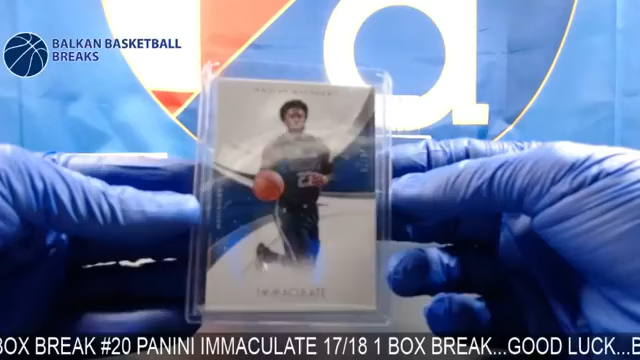 BALKAN BASKETBALL
BREAKS
a
IMMACULATE
BOX BREAK #20 PANINI IMMACULATE 17/18 1 BOX BREAK...GOOD LUCK...B